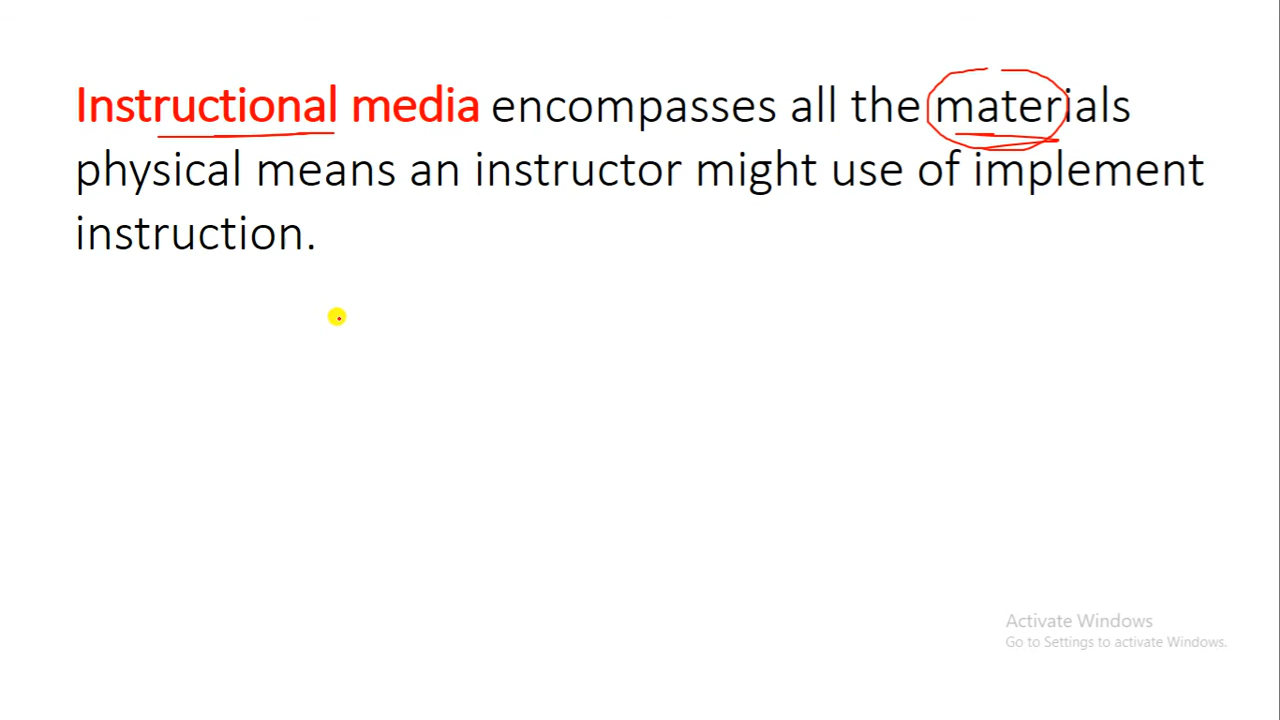 Instructional media encompasses all the materials
physical means an instructor might use of implement
instruction.
Activate Windows
Go to Settings to activate Windows.